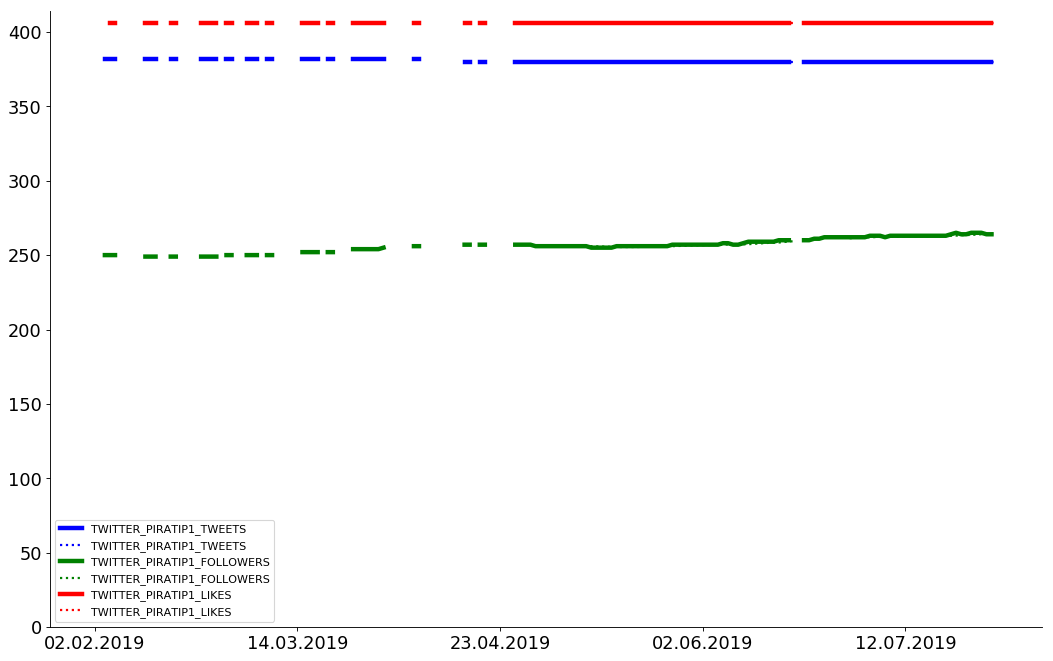 400
350
300
250
200
150
100
50
0
TWITTER_PIRATIP1_TWEETS
TWITTER_PIRATIP1_TWEETS
TWITTER_PIRATIP1_FOLLOWERS
TWITTER_PIRATIP1_FOLLOWERS
TWITTER_PIRATIP1_LIKES
TWITTER_PIRATIP1_LIKES
02.02.2019 14.03.2019 23.04.2019 02.06.2019 12.07.2019